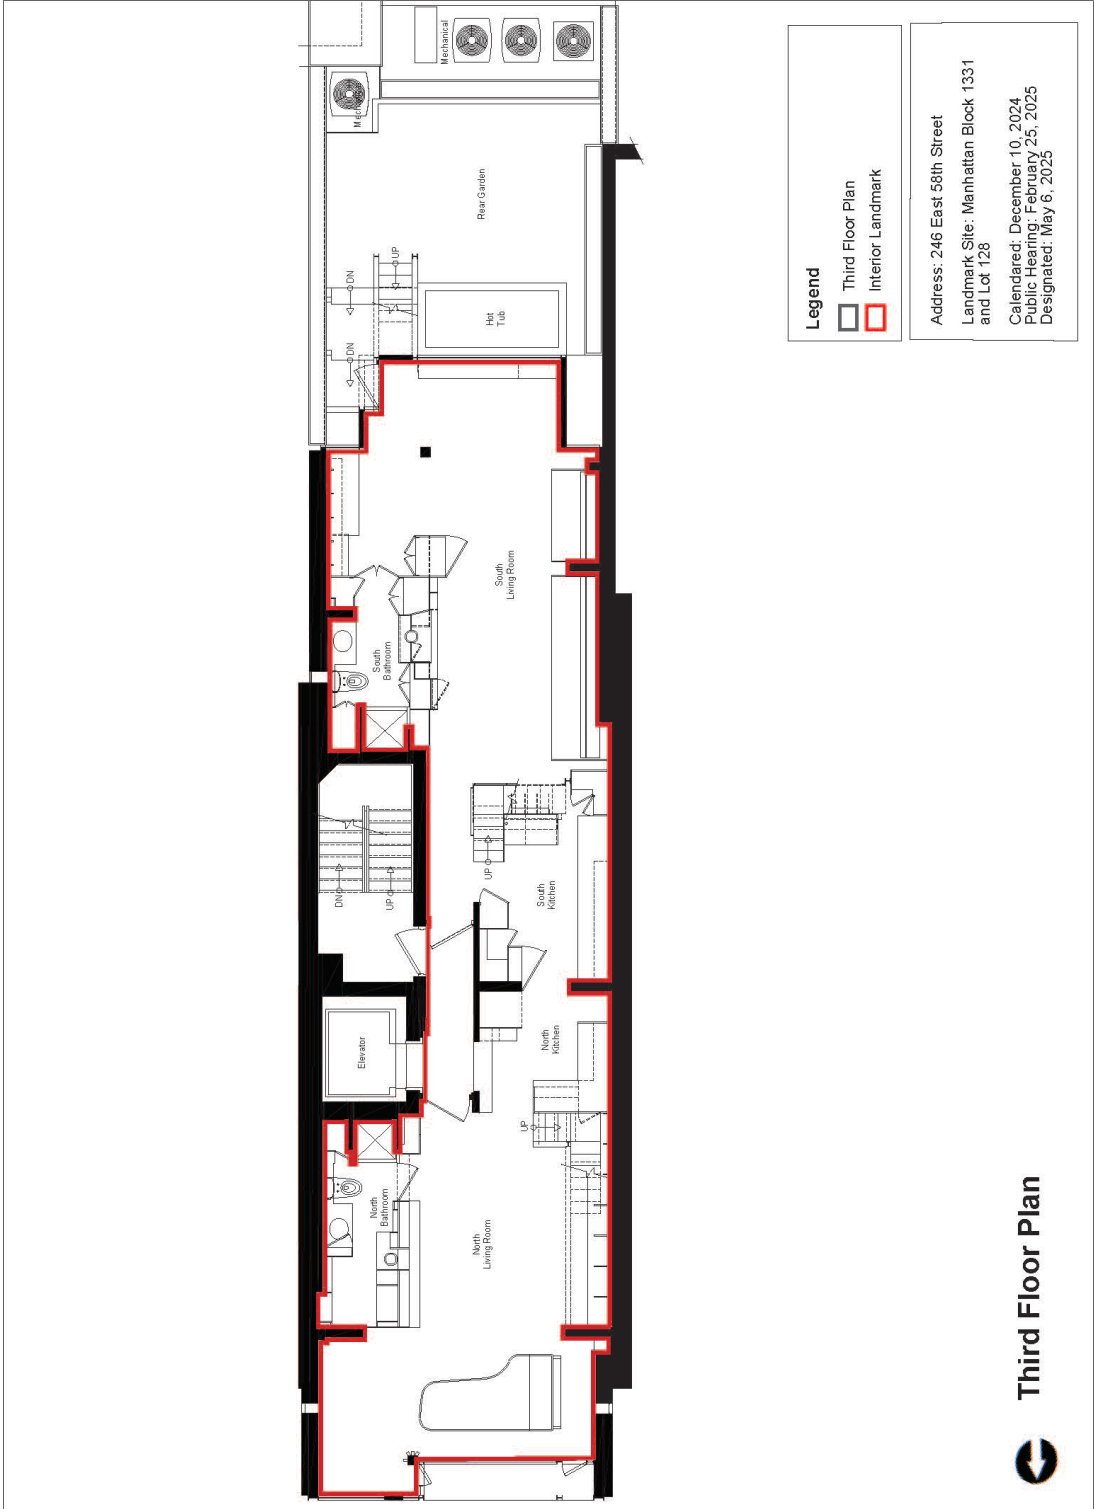 Third Floor Plan
Legend
Third Floor Plan
Interior Landmark
Address: 246 East 58th Street
Landmark Site: Manhattan Block 1331
and Lot 128
Calendared: December 10, 2024
Public Hearing: February 25, 2025
Designated: May 6, 2025
Mechanical
Rear Garden
UP
DN
DN
Hot
Tub
South
Living Room
South
Bathroom
UP
DN
UP
South
Kitchen
North
Kitchen
Elevator
UP
North
Bathroom
North
Living Room